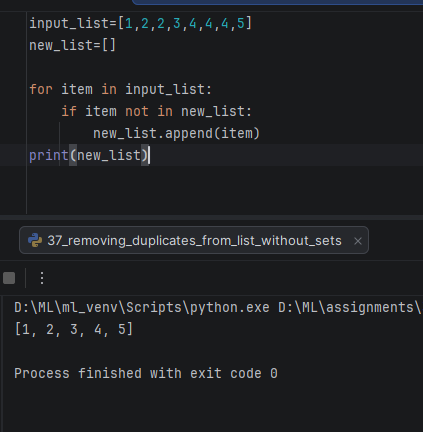 input_list=[1,2,2,3,4,4,4,5]
new_list=[]
for item in input_list:
    if item not in new_list:
        new_list.append(item)
print(new_list)
37_removing_duplicates_from_list_without_sets ×
D:\ML\ml_venv\Scripts\python.exe D:\ML\assignments\
[1, 2, 3, 4, 5]
Process finished with exit code 0